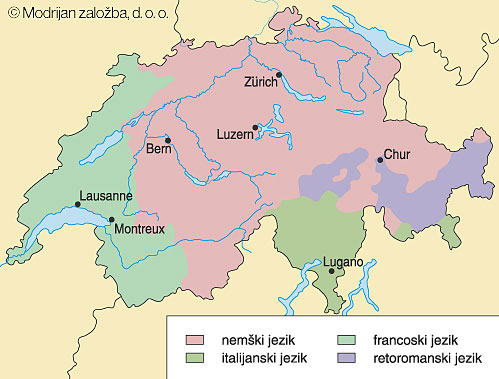 © Modrijan založba, d. o. o.
Zürich
Luzern
Bern
Chur
Lausanne
Montreux
Lugano
nemški jezik
francoski jezik
italijanski jezik
retoromanski jezik